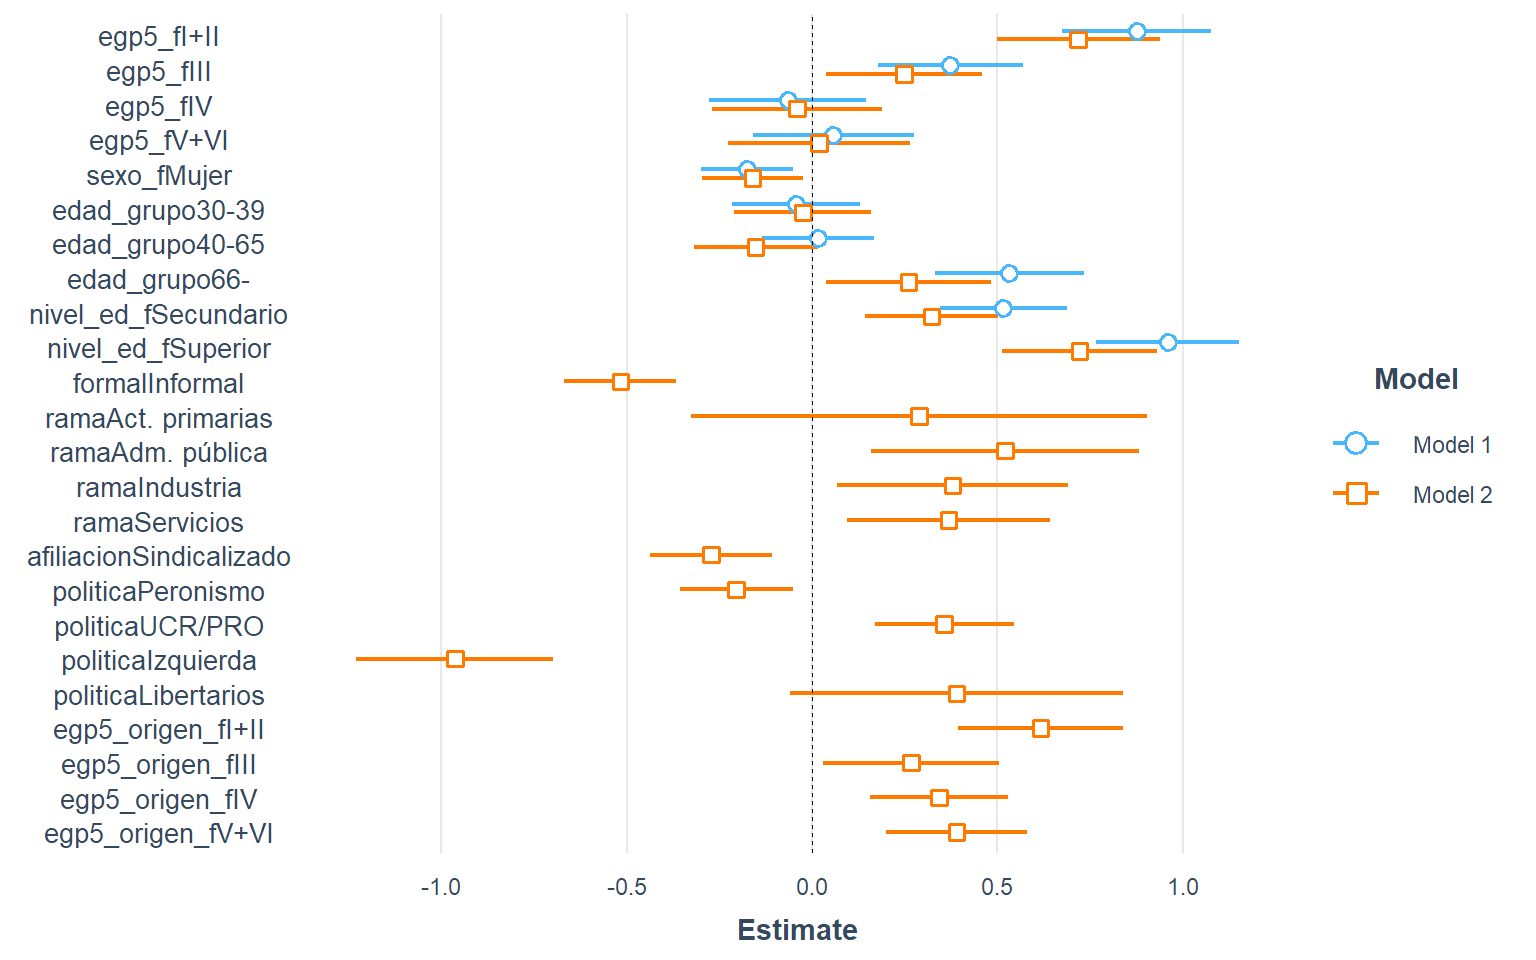 egp5_fI+II
egp5_fIII
egp5_fIV
egp5_fV+VI
sexo_fMujer
edad_grupo30-39
edad_grupo40-65
edad_grupo66-
nivel_ed_fSecundario
nivel_ed_fSuperior
formalInformal
ramaAct. primarias
ramaAdm. pública
ramaIndustria
ramaServicios
afiliacionSindicalizado
politicaPeronismo
politicaUCR/PRO
politicaIzquierda
politicaLibertarios
egp5_origen_fI+II
egp5_origen_fIII
egp5_origen_fIV
egp5_origen_fV+VI
-1.0 -0.5 0.0 0.5 1.0
Estimate
Model
Model 1
Model 2